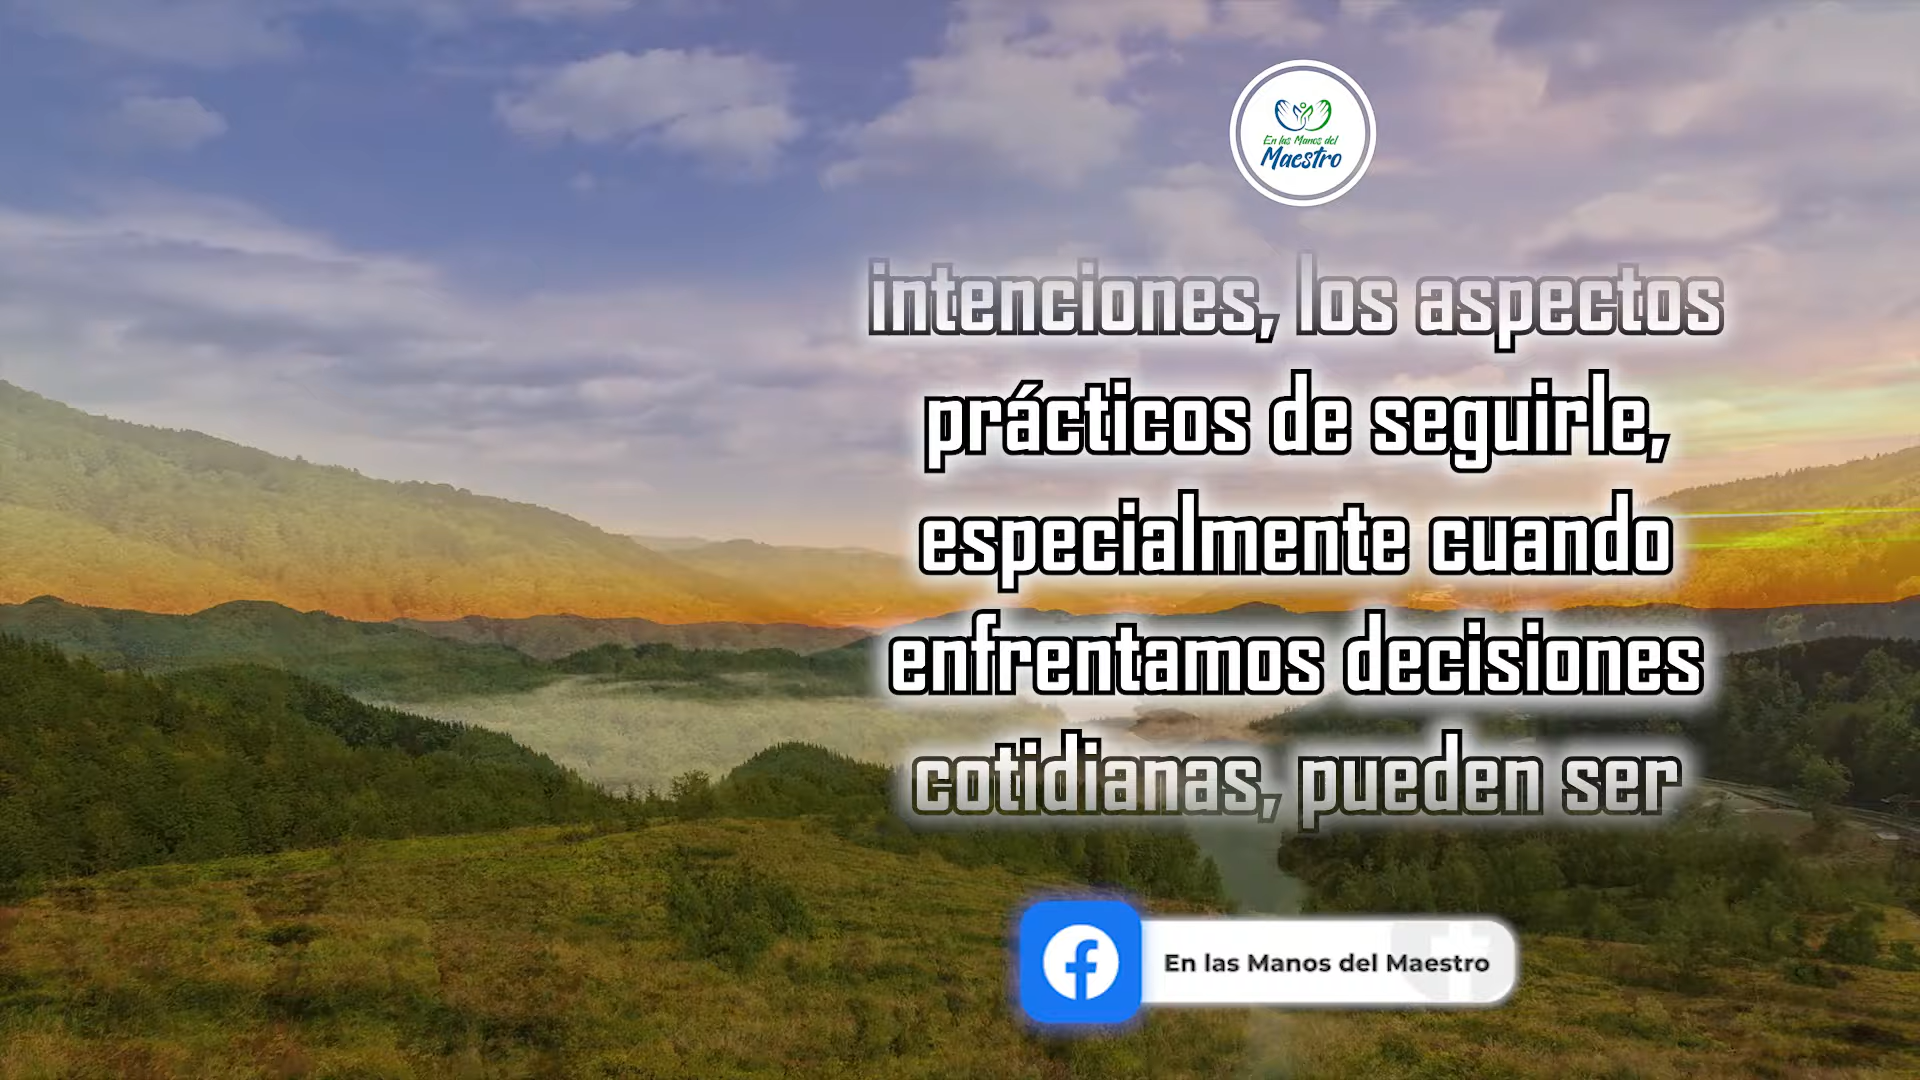 En las Manos del
Maestro
intenciones, los aspectos
prácticos de seguirle,
especialmente cuando
enfrentamos decisiones
cotidianas, pueden ser
En las Manos del Maestro